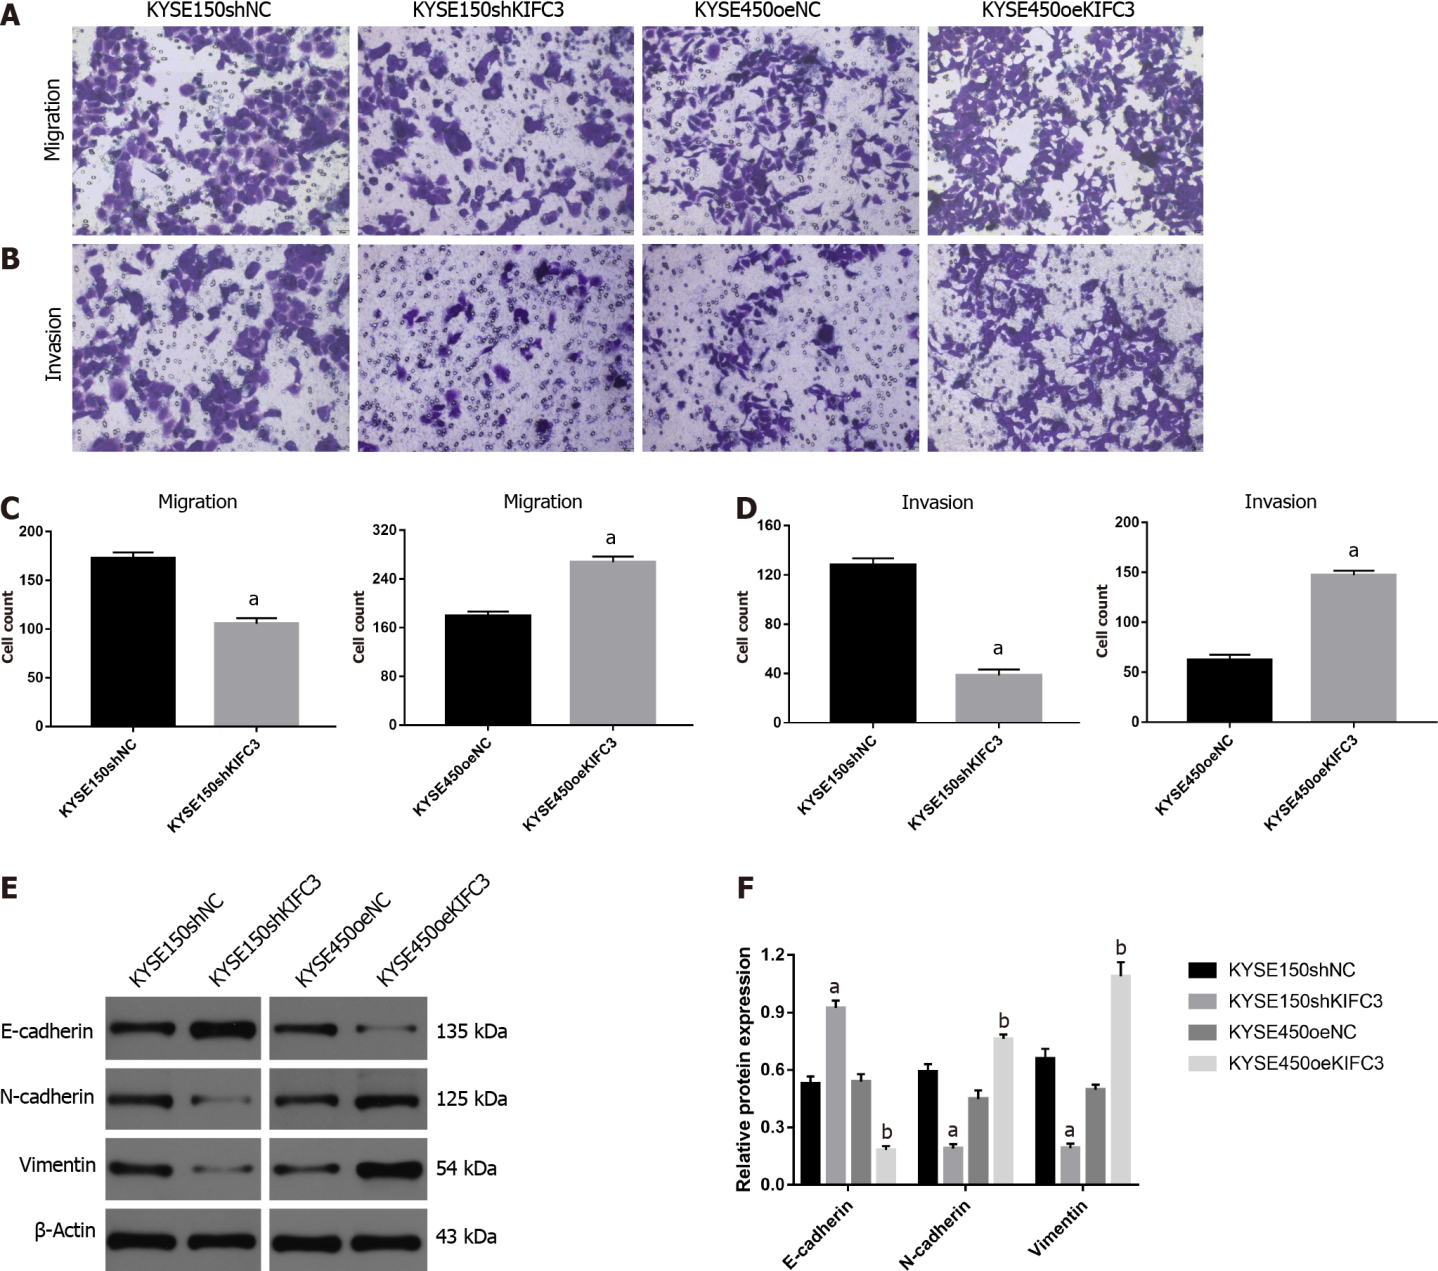 A
KYSE150shNC
KYSE150shKIFC3
KYSE450oeNC
KYSE450oeKIFC3
Migration
B
Invasion
C
Migration
Cell count
200
150
100
50
0
a
KYSE150shNC
KYSE150shKIFC3
Migration
Cell count
320
240
160
80
0
a
KYSE450oeNC
KYSE450oeKIFC3
D
Invasion
Cell count
160
120
80
40
0
a
KYSE150shNC
KYSE150shKIFC3
Invasion
Cell count
200
150
100
50
0
a
KYSE450oeNC
KYSE450oeKIFC3
E
KYSE150shNC
KYSE150shKIFC3
KYSE450oeNC
KYSE450oeKIFC3
E-cadherin
135 kDa
N-cadherin
125 kDa
Vimentin
54 kDa
β-Actin
43 kDa
F
Relative protein expression
1.2
0.9
0.6
0.3
0.0
a
b
a
b
a
b
E-cadherin
N-cadherin
Vimentin
KYSE150shNC
KYSE150shKIFC3
KYSE450oeNC
KYSE450oeKIFC3